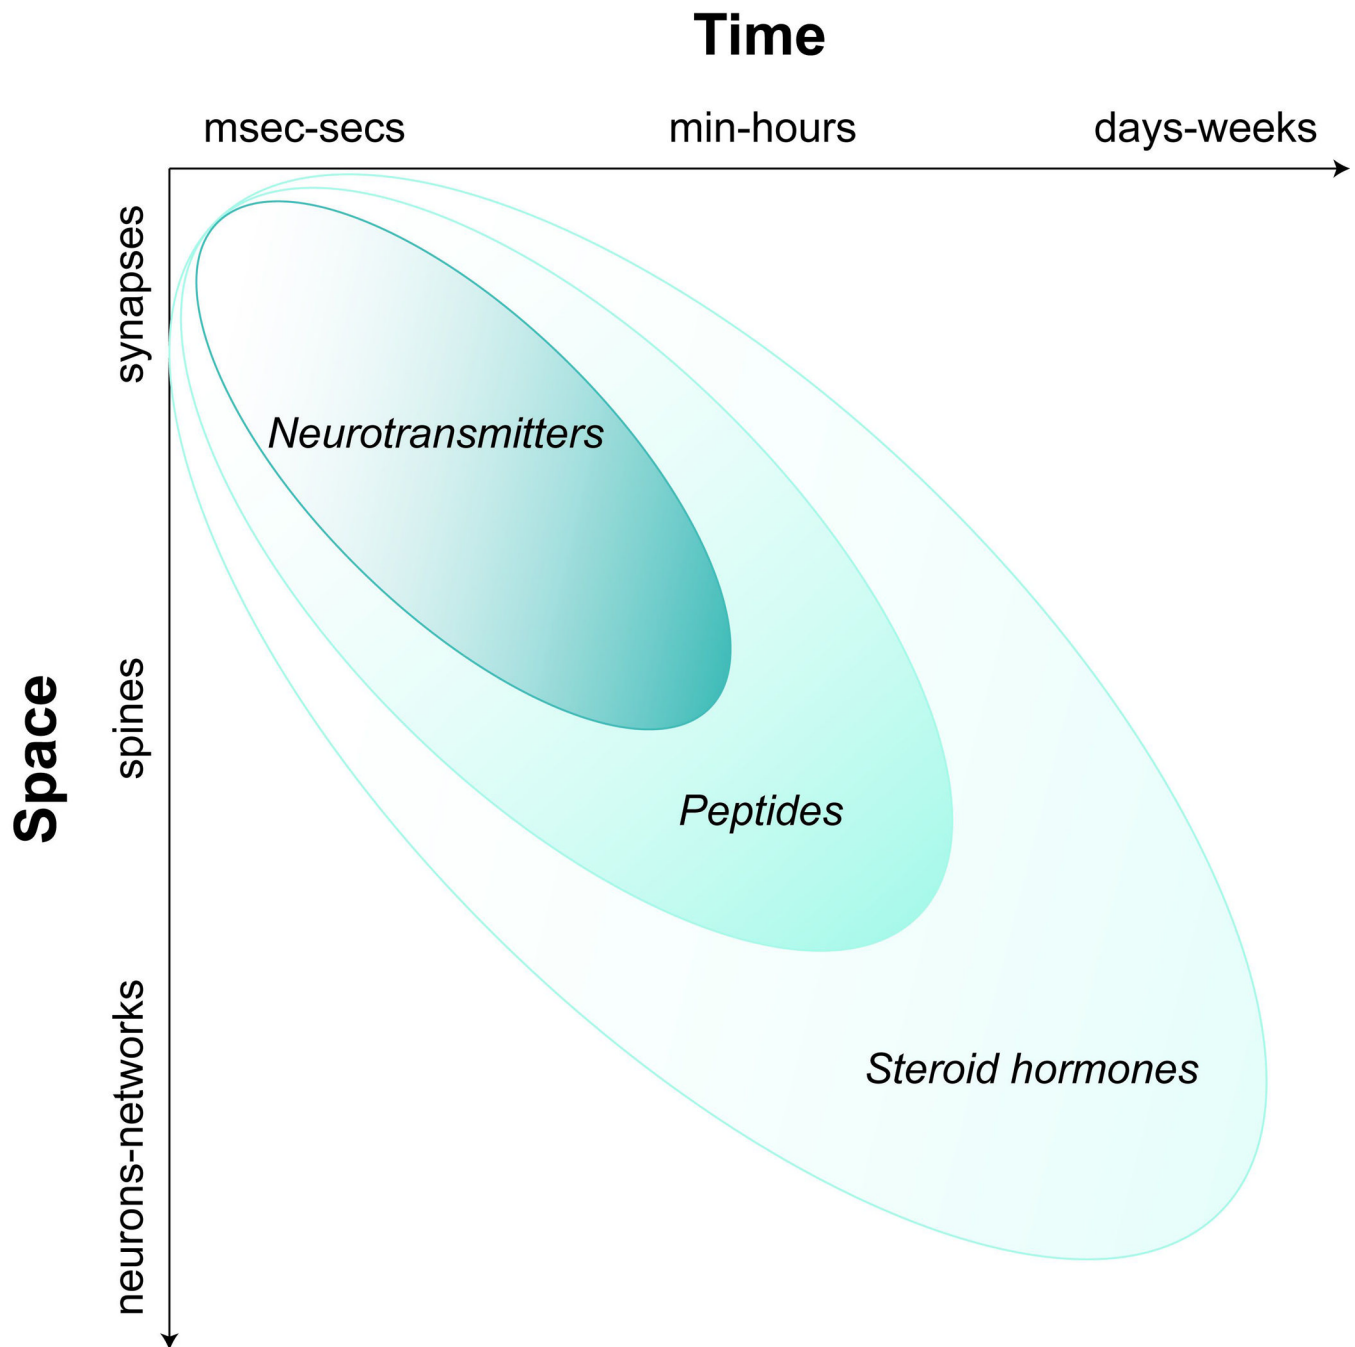 Time
msec-secs
min-hours
days-weeks
Space
synapses
spines
neurons-networks
Neurotransmitters
Peptides
Steroid hormones